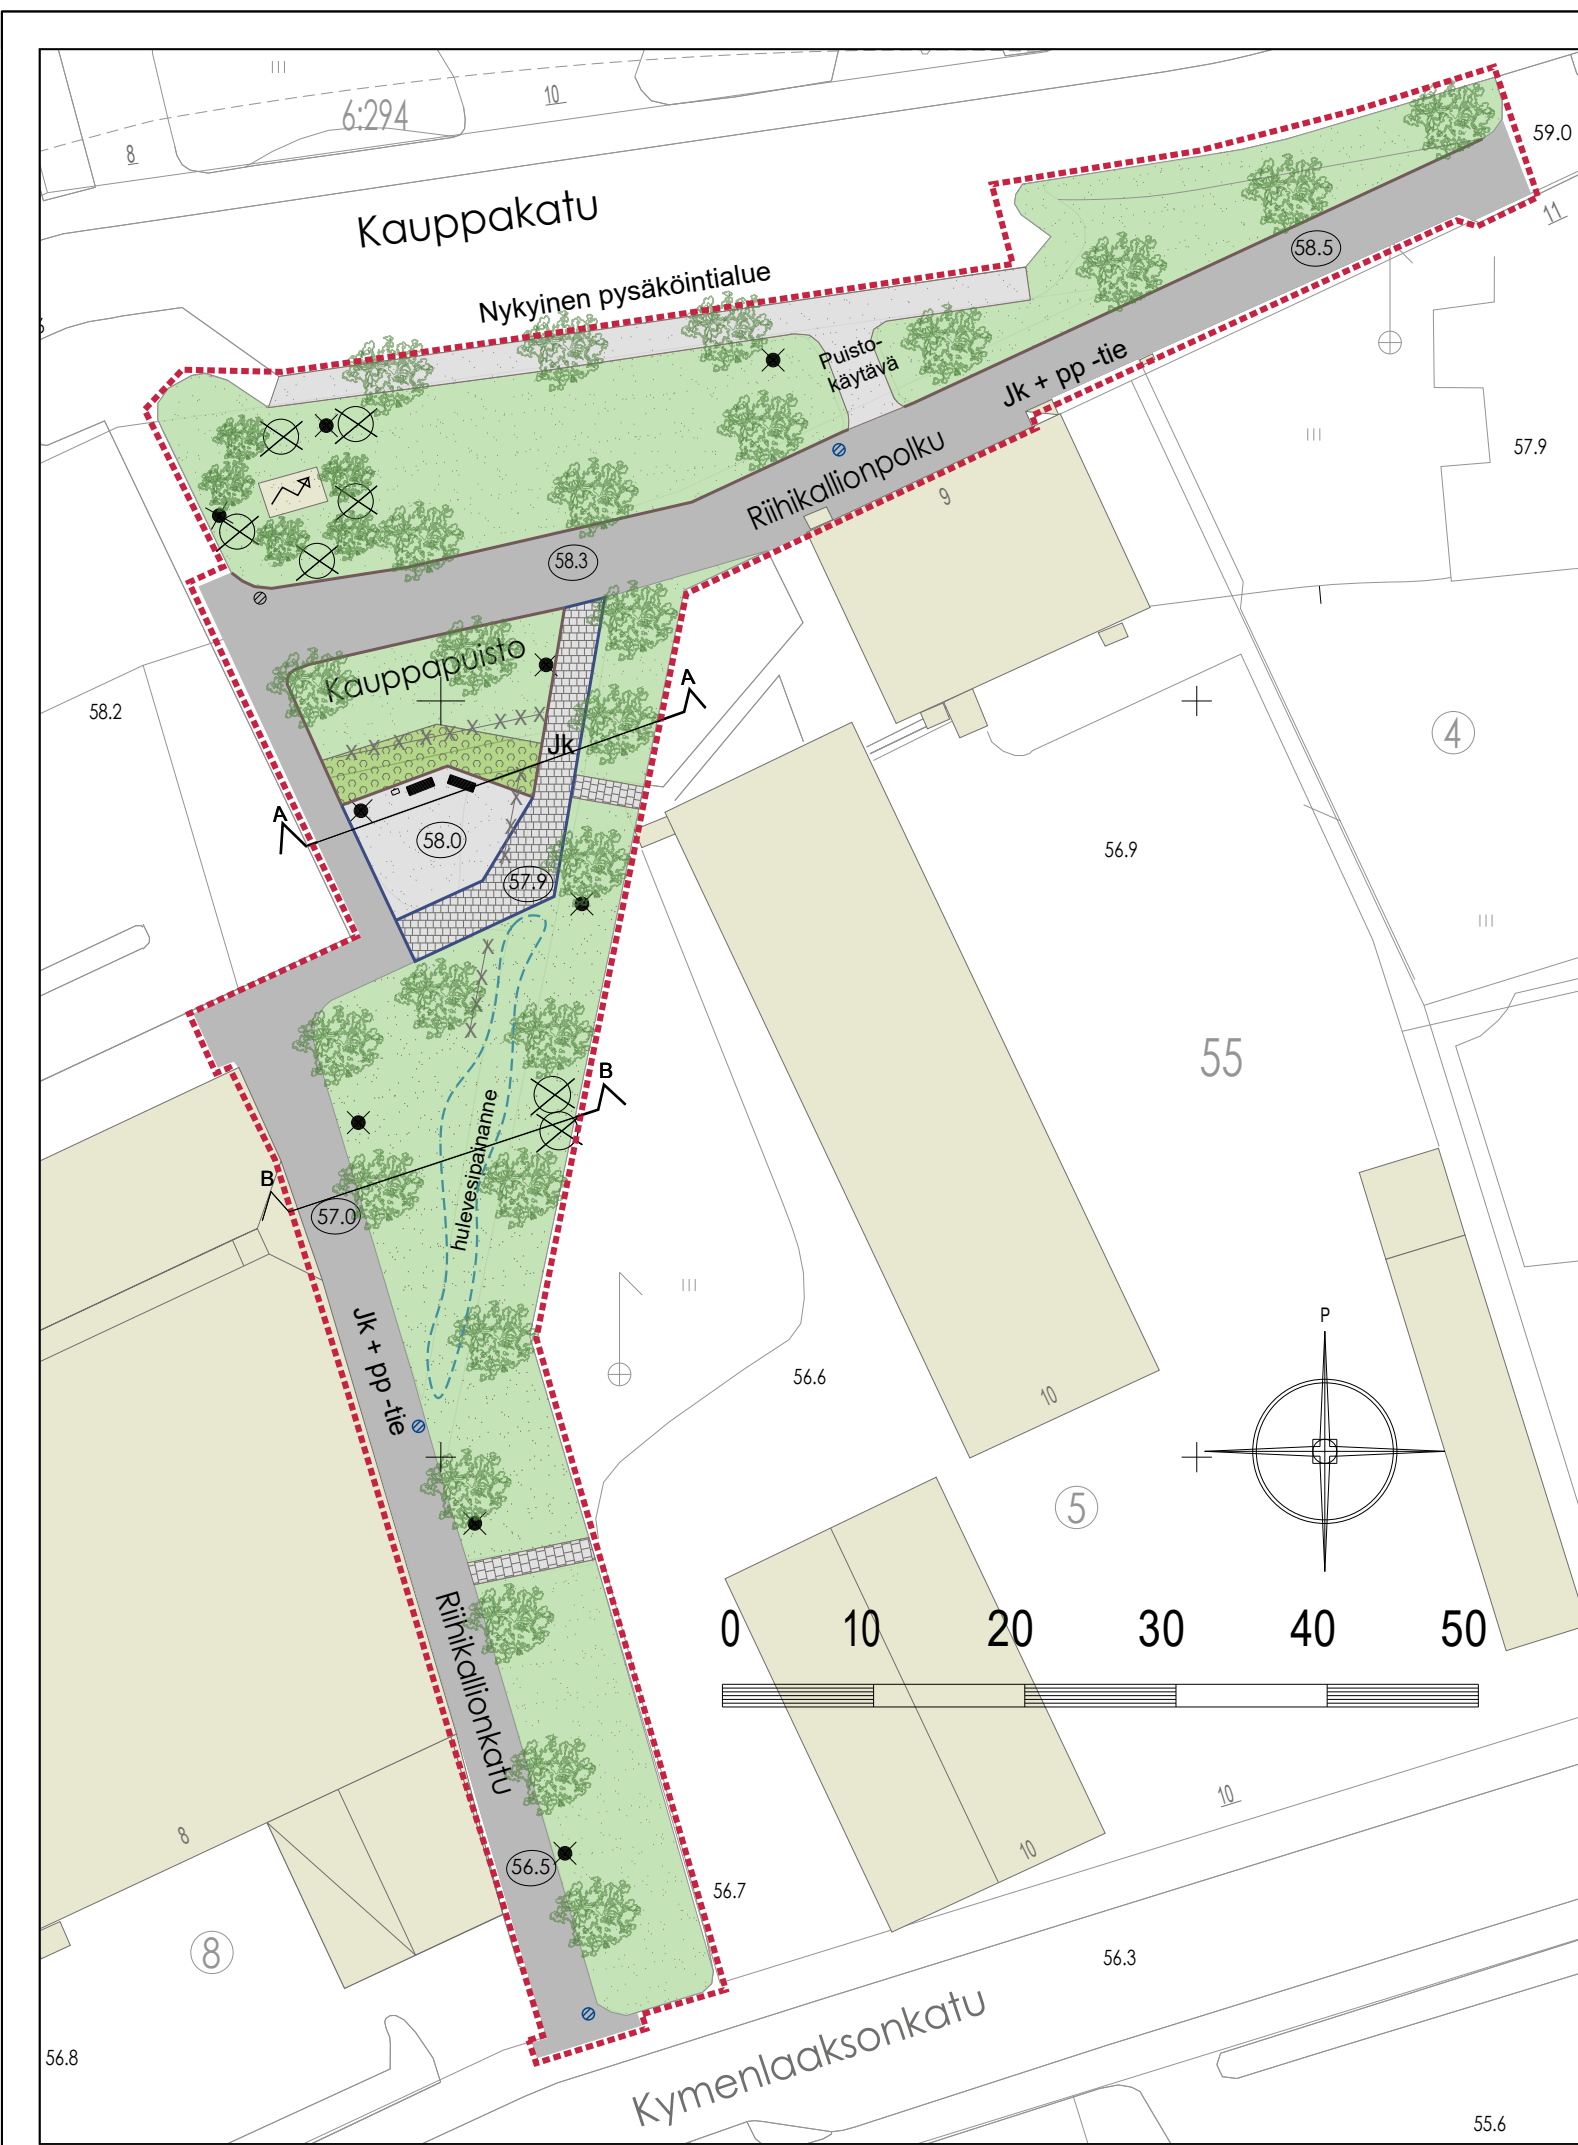 6:294
10
8
59.0
11
Kauppakatu
58.5
Nykyinen pysäköintialue
Puisto-
käytävä
Jk + pp -tie
57.9
Riihikallionpolku
9
58.3
Kauppapuisto
A
58.2
Jk
4
A
58.0
57.9
56.9
55
B
hulevesipainanne
B
57.0
P
Jk + pp -tie
56.6
10
5
0 10 20 30 40 50
Riihikallionkatu
8
10
10
56.5
56.7
8
56.3
Kymenlaaksonkatu
56.8
55.6